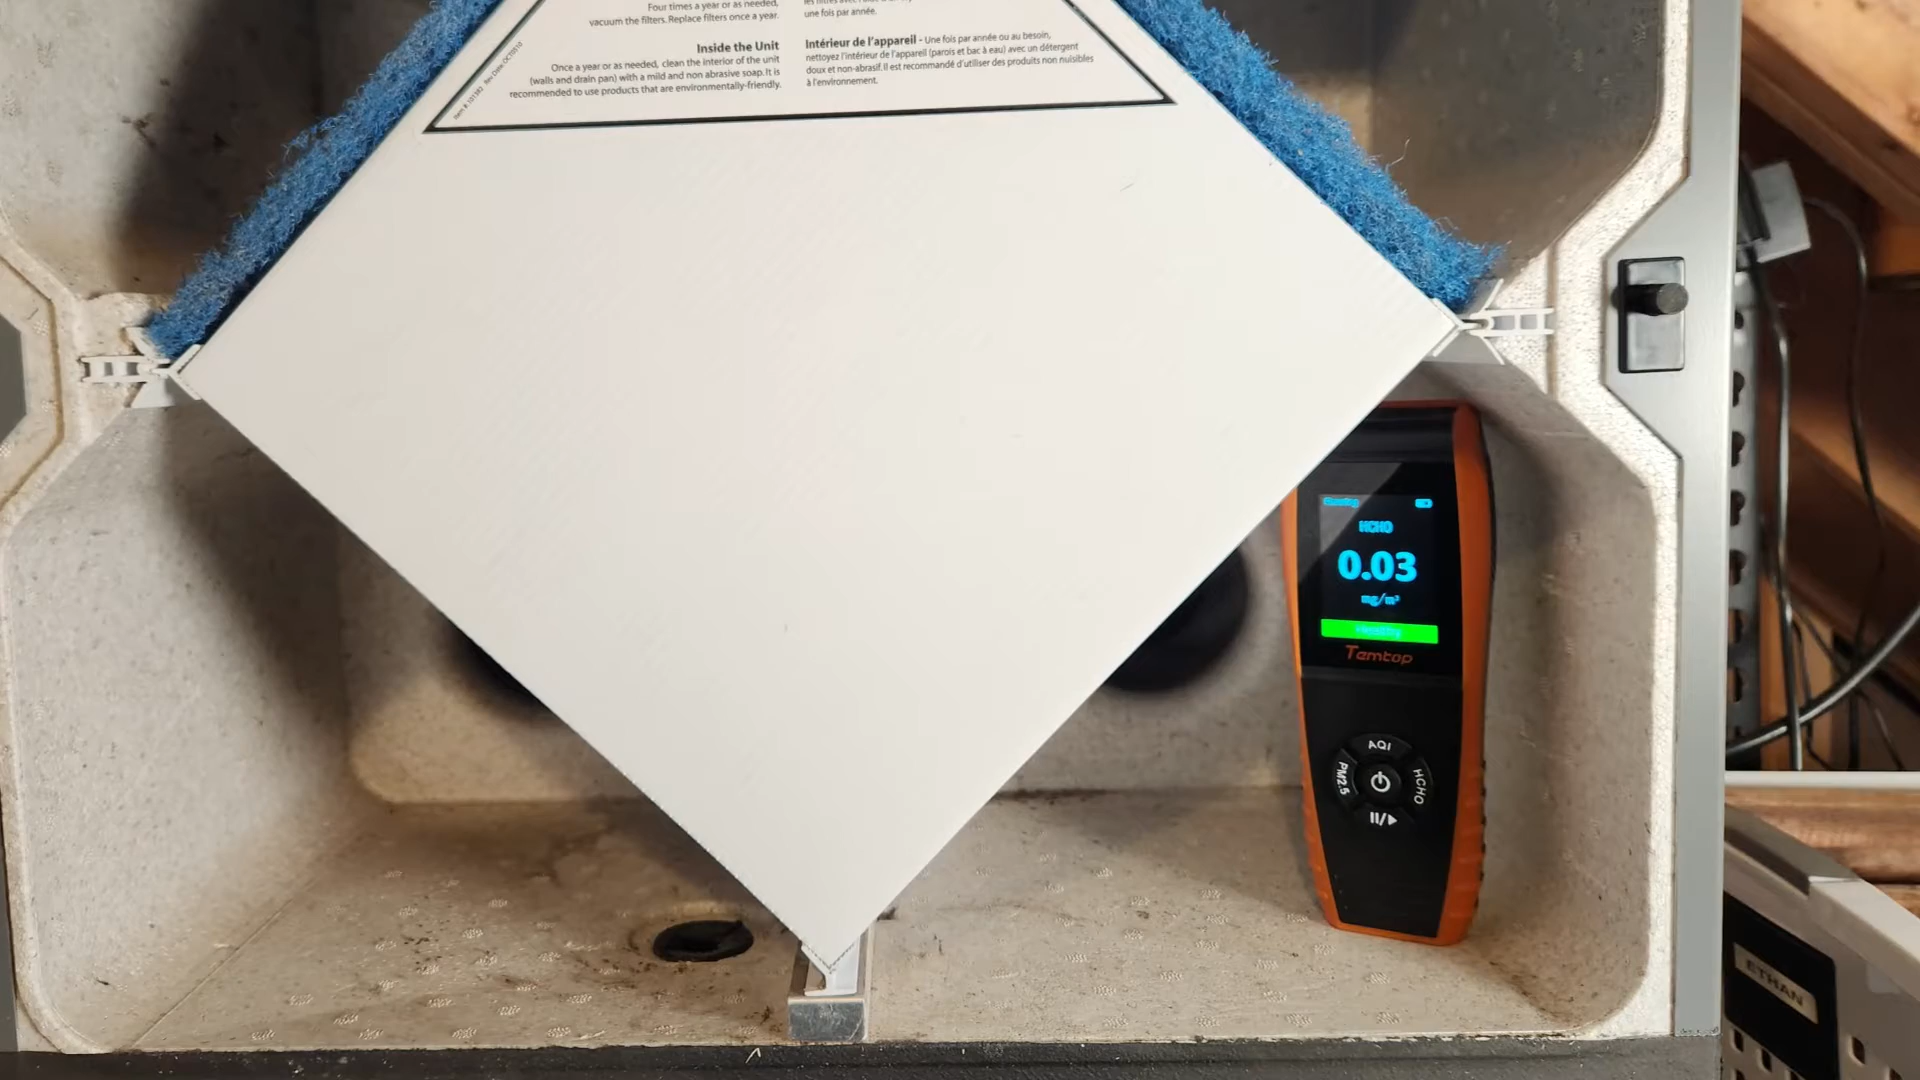 Four times a year or as needed,
vacuum the filters. Replace filters once a year.
Inside the Unit
Once a year or as needed, clean the interior of the unit
(walls and drain pan) with a mild and non abrasive soap. It is
recommended to use products that are environmentally-friendly.
une fois par année.
Intérieur de l'appareil - Une fois par année ou au besoin,
nettoyez l'intérieur de l'appareil (parois et bac à eau) avec un détergent
doux et non-abrasif. Il est recommandé d'utiliser des produits non nuisibles
à l'environnement.
HCHO
0.03
mg/m³
Healthy
Temtop
AQI
PM2.5
HCHO
ETHAN